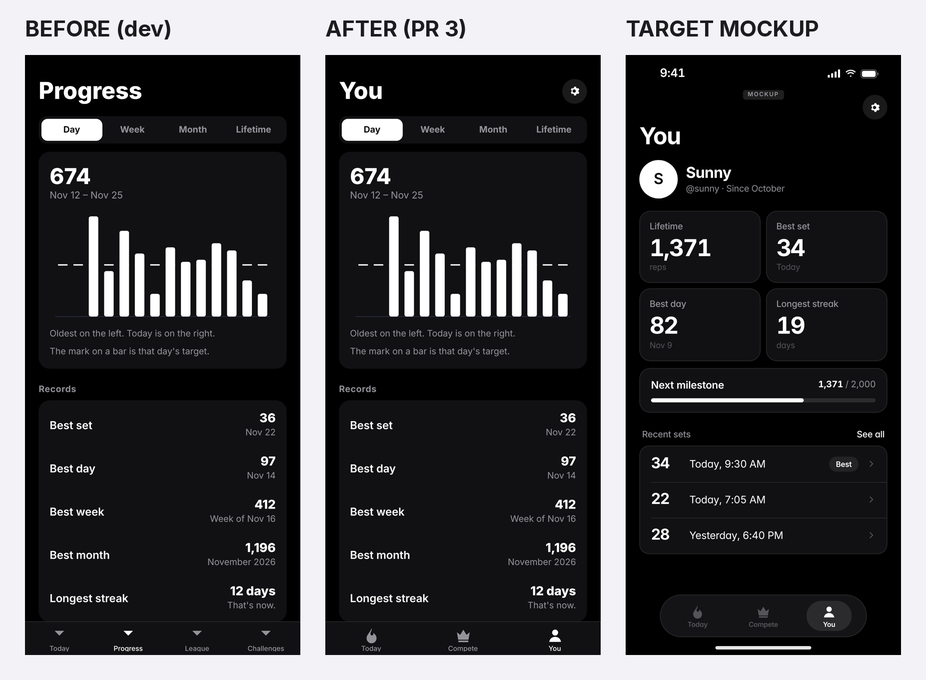 BEFORE (dev)
Progress
Day Week Month Lifetime
674
Nov 12 – Nov 25
Oldest on the left. Today is on the right.
The mark on a bar is that day's target.
Records
Best set 36
Nov 22
Best day 97
Nov 14
Best week 412
Week of Nov 16
Best month 1,196
November 2026
Longest streak 12 days
That's now.
Today Progress League Challenges
AFTER (PR 3)
You
Day Week Month Lifetime
674
Nov 12 – Nov 25
Oldest on the left. Today is on the right.
The mark on a bar is that day's target.
Records
Best set 36
Nov 22
Best day 97
Nov 14
Best week 412
Week of Nov 16
Best month 1,196
November 2026
Longest streak 12 days
That's now.
Today Compete You
TARGET MOCKUP
9:41
MOCKUP
You
S
Sunny
@sunny · Since October
Lifetime
1,371
reps
Best set
34
Today
Best day
82
Nov 9
Longest streak
19
days
Next milestone 1,371 / 2,000
Recent sets See all
34 Today, 9:30 AM Best
22 Today, 7:05 AM
28 Yesterday, 6:40 PM
Today Compete You